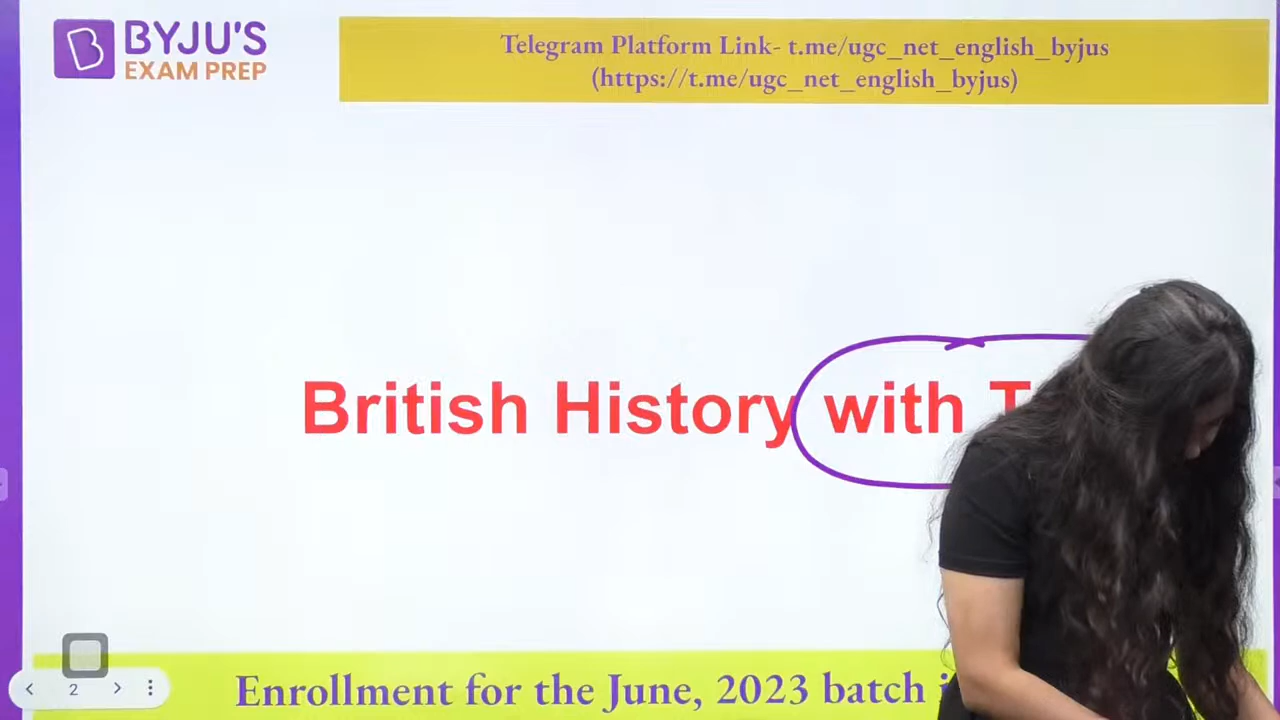 BYJU'S
EXAM PREP
Telegram Platform Link- t.me/ugc_net_english_byjus
(https://t.me/ugc_net_english_byjus)
British History with
Enrollment for the June, 2023 batch
2